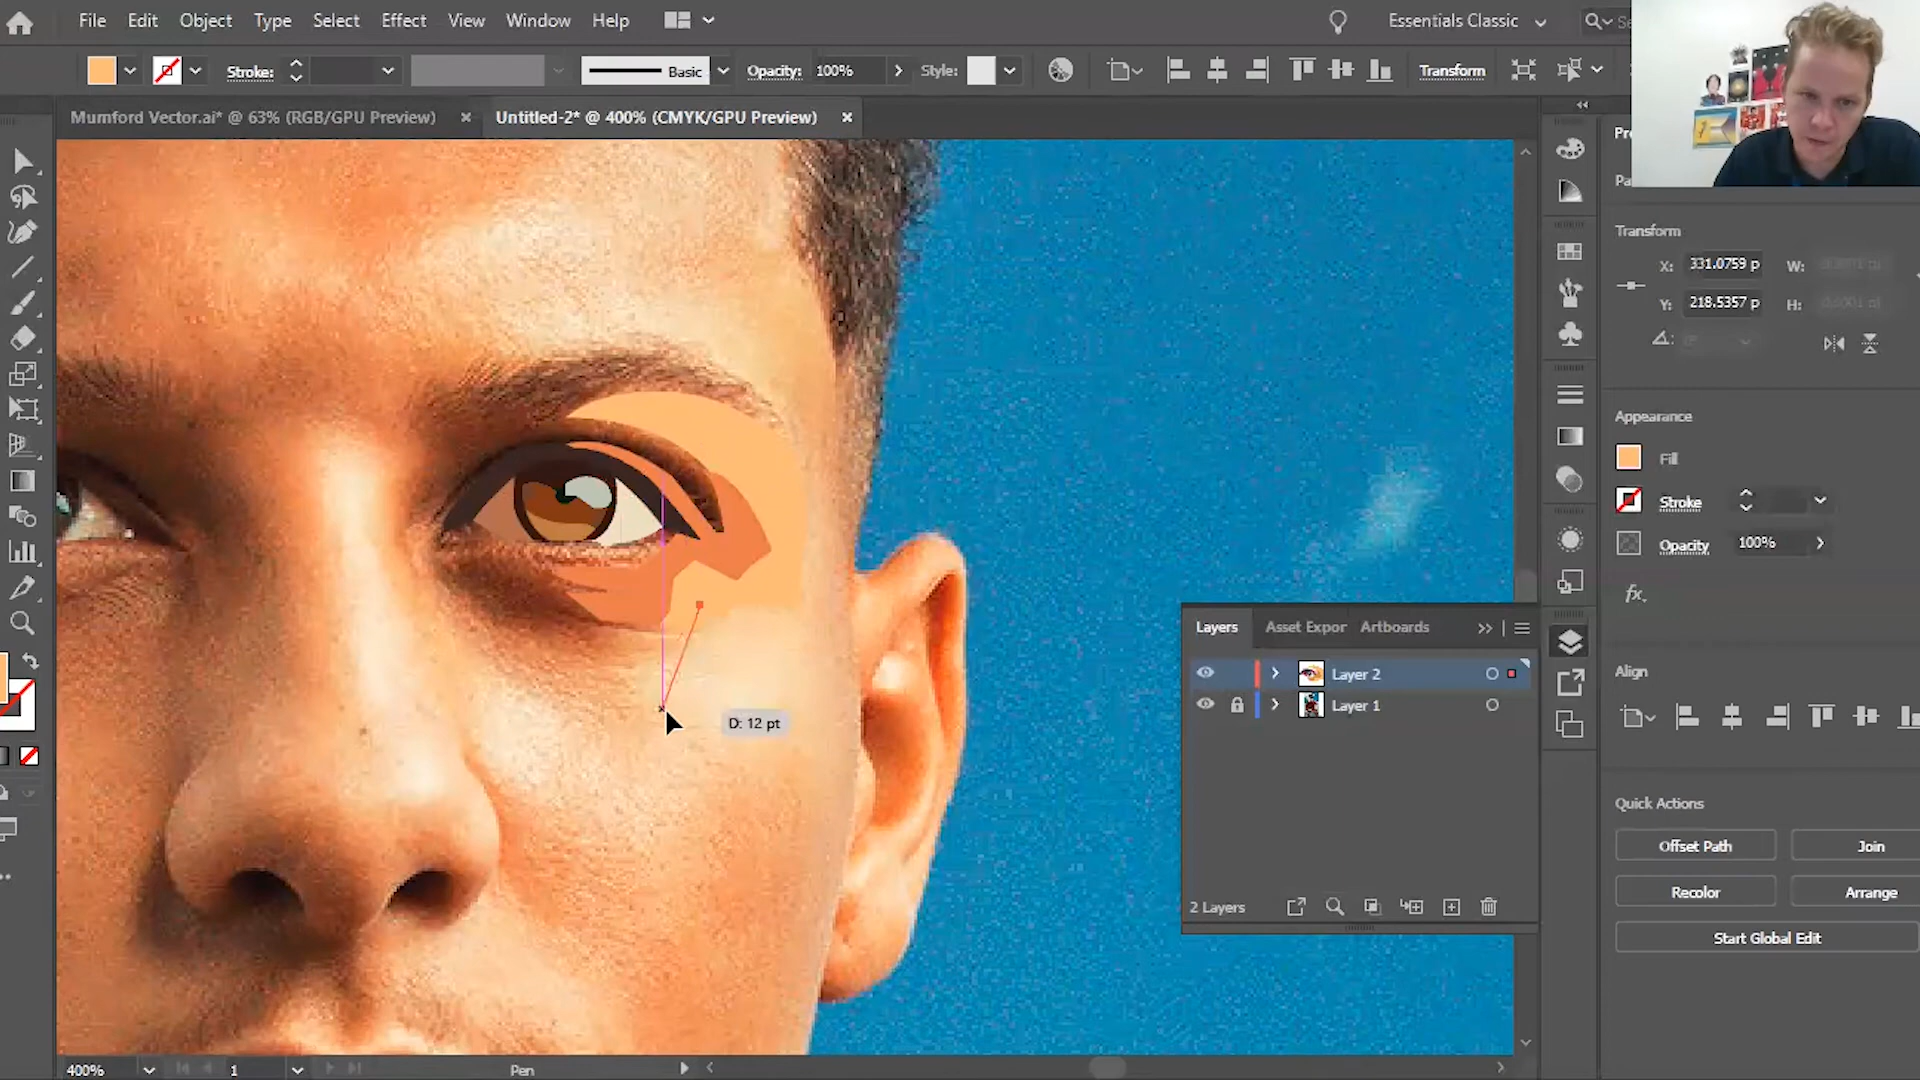 File Edit Object Type Select Effect View Window Help
Essentials Classic
Stroke:
Basic
Opacity: 100%
Style:
Transform
Mumford Vector.ai* @ 63% (RGB/GPU Preview)
Untitled-2* @ 400% (CMYK/GPU Preview)
Transform
X: 331.0759 p W:
Y: 218.5357 p H:
Appearance
Fill
Stroke
Opacity 100%
fx.
D: 12 pt
Layers Asset Expor Artboards
Layer 2
Layer 1
2 Layers
Align
Quick Actions
Offset Path Join
Recolor Arrange
Start Global Edit
400% 1 Pen